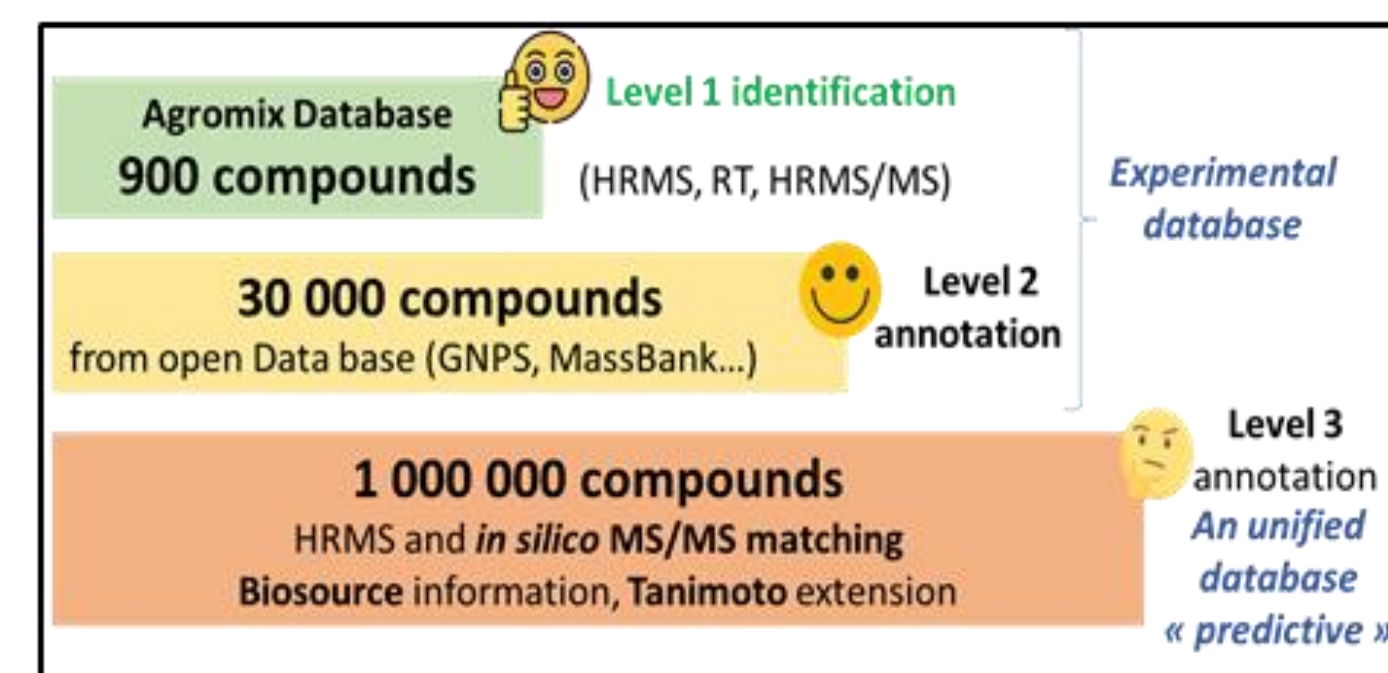 Agromix Database
900 compounds
Level 1 identification
(HRMS, RT, HRMS/MS)
Experimental
database
30 000 compounds
from open Data base (GNPS, MassBank...)
Level 2
annotation
1 000 000 compounds
HRMS and in silico MS/MS matching
Biosource information, Tanimoto extension
Level 3
annotation
An unified
database
« predictive »